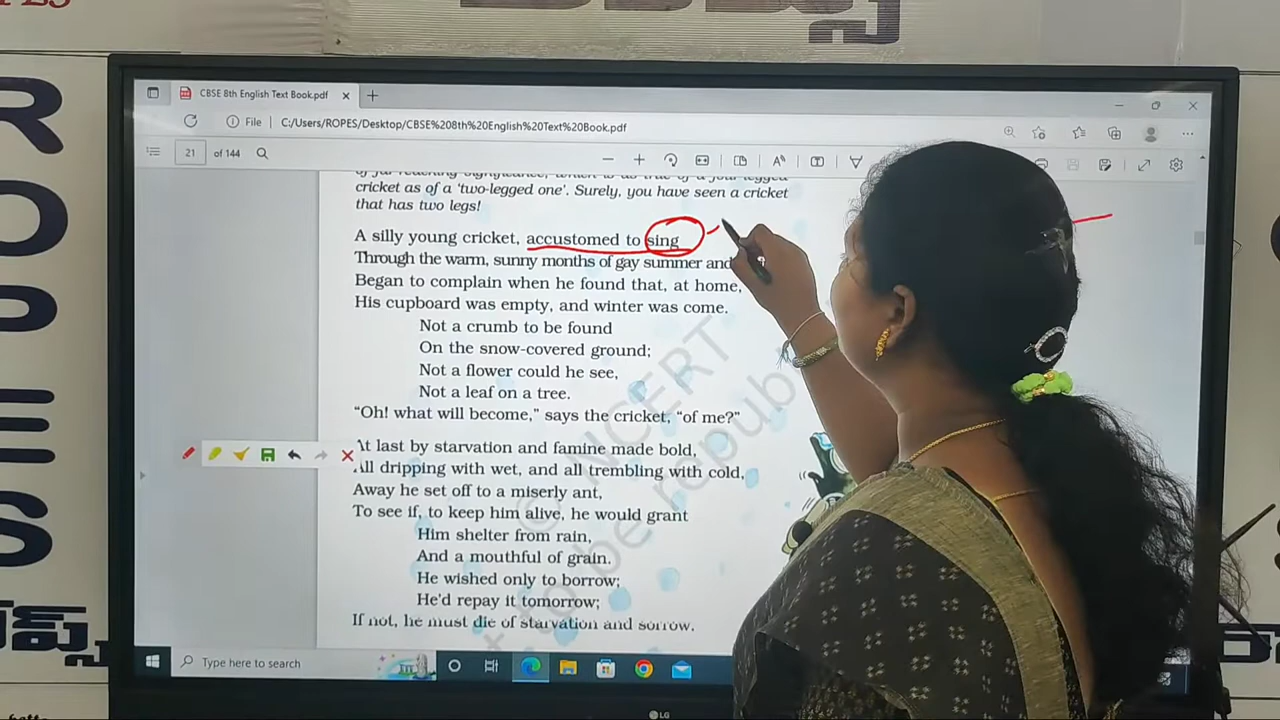 CBSE 8th English Text Book.pdf
File
C:/Users/ROPES/Desktop/CBSE%208th%20English%20Text%20Book.pdf
21 of 144
cricket as of a 'two-legged one'. Surely, you have seen a cricket
that has two legs!
A silly young cricket, accustomed to sing
Through the warm, sunny months of gay summer and
Began to complain when he found that, at home,
His cupboard was empty, and winter was come.
Not a crumb to be found
On the snow-covered ground;
Not a flower could he see,
Not a leaf on a tree.
“Oh! what will become,” says the cricket, “of me?”
At last by starvation and famine made bold,
All dripping with wet, and all trembling with cold,
Away he set off to a miserly ant,
To see if, to keep him alive, he would grant
Him shelter from rain,
And a mouthful of grain.
He wished only to borrow;
He'd repay it tomorrow;
If not, he must die of starvation and sorrow.
© NCERT
Type here to search
LG
R
O
P
E
S